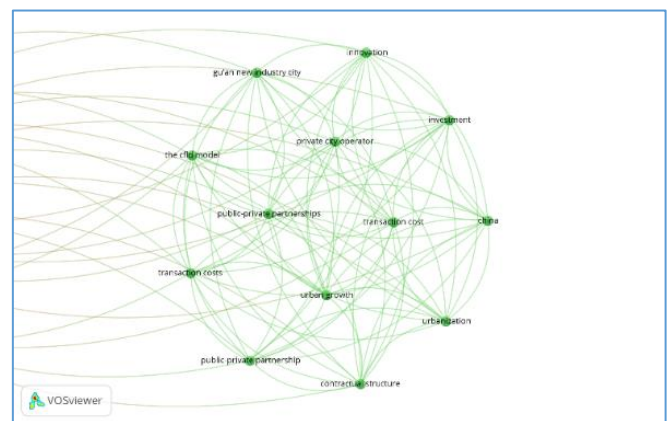 innovation
gu'an new industry city
investment
private city operator
the cfld model
public-private partnerships
transaction cost
china
transaction costs
urban growth
urbanization
public private partnership
contractual structure
VOSviewer